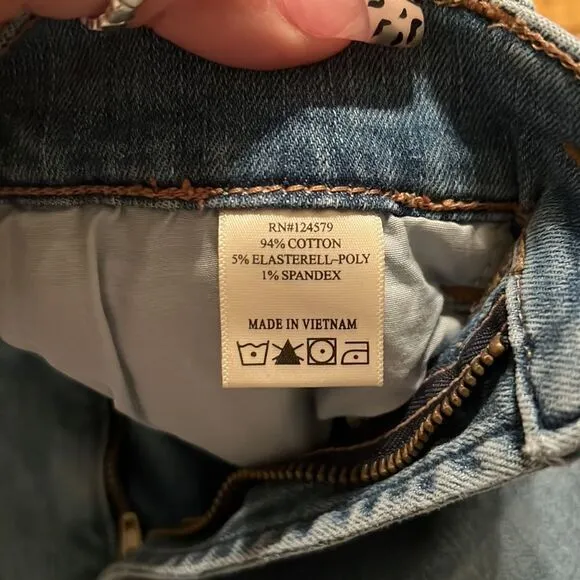 RN#124579
94% COTTON
5% ELASTERELL-POLY
1% SPANDEX
MADE IN VIETNAM